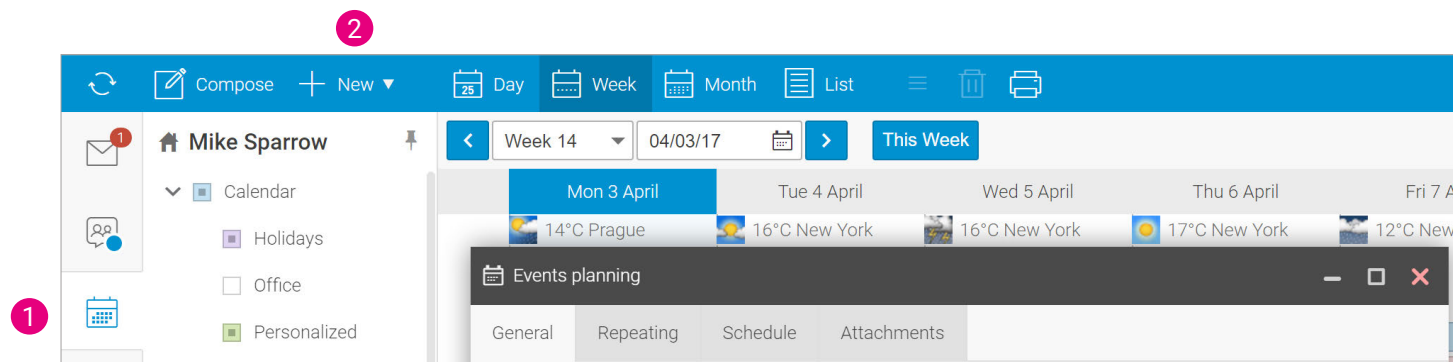 2
Compose New 25 Day Week Month List
1
Mike Sparrow
Week 14 04/03/17 This Week
Calendar
Mon 3 April Tue 4 April Wed 5 April Thu 6 April Fri 7 A
14°C Prague 16°C New York 16°C New York 17°C New York 12°C New
Holidays
Office
Personalized
Events planning
General Repeating Schedule Attachments
1